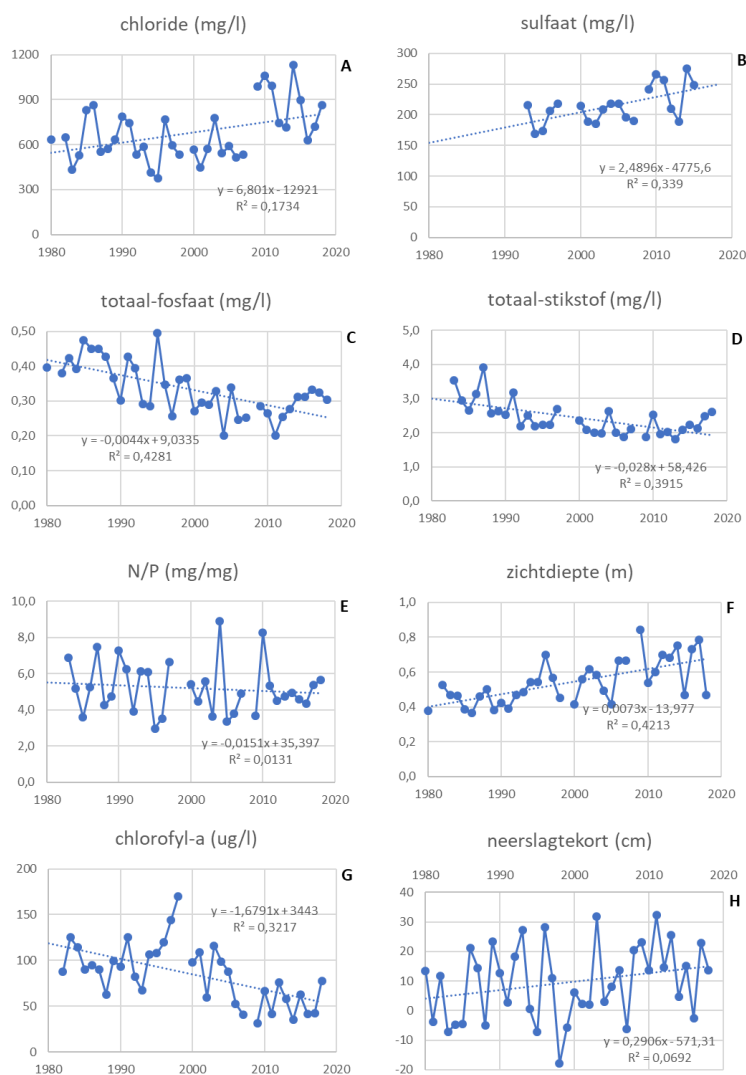 chloride (mg/l)
A
1200
900
600
300
0
y = 6,801x - 12921
R² = 0,1734
1980 1990 2000 2010 2020
sulfaat (mg/l)
B
300
250
200
150
100
50
0
y = 2,4896x - 4775,6
R² = 0,339
1980 1990 2000 2010 2020
totaal-fosfaat (mg/l)
C
0,50
0,40
0,30
0,20
0,10
0,00
y = -0,0044x + 9,0335
R² = 0,4281
1980 1990 2000 2010 2020
totaal-stikstof (mg/l)
D
5,0
4,0
3,0
2,0
1,0
0,0
y = -0,028x + 58,426
R² = 0,3915
1980 1990 2000 2010 2020
N/P (mg/mg)
E
10,0
8,0
6,0
4,0
2,0
0,0
y = -0,0151x + 35,397
R² = 0,0131
1980 1990 2000 2010 2020
zichtdiepte (m)
F
1,0
0,8
0,6
0,4
0,2
0,0
y = 0,0073x - 13,977
R² = 0,4213
1980 1990 2000 2010 2020
chlorofyl-a (ug/l)
G
200
150
100
50
0
y = -1,6791x + 3443
R² = 0,3217
1980 1990 2000 2010 2020
neerslagtekort (cm)
1980 1990 2000 2010 2020
H
40
30
20
10
0
-10
-20
y = 0,2906x - 571,31
R² = 0,0692